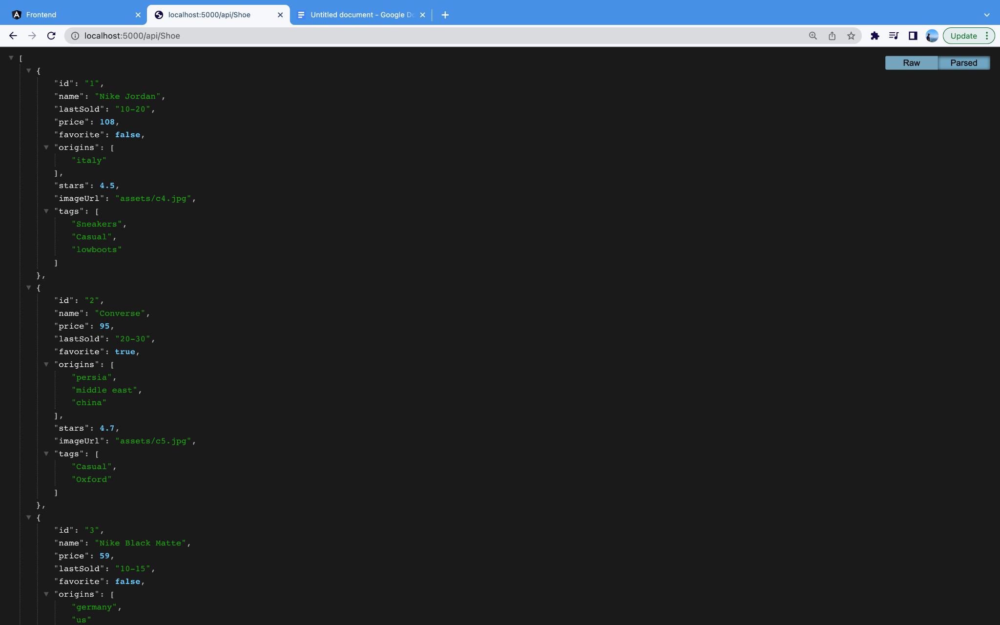 Frontend
localhost:5000/api/Shoe
Untitled document - Google Do
localhost:5000/api/Shoe
Update
Raw
Parsed
[
{
"id": "1",
"name": "Nike Jordan",
"lastSold": "10-20",
"price": 108,
"favorite": false,
"origins": [
"italy"
],
"stars": 4.5,
"imageUrl": "assets/c4.jpg",
"tags": [
"Sneakers",
"Casual",
"lowboots"
]
},
{
"id": "2",
"name": "Converse",
"price": 95,
"lastSold": "20-30",
"favorite": true,
"origins": [
"persia",
"middle east",
"china"
],
"stars": 4.7,
"imageUrl": "assets/c5.jpg",
"tags": [
"Casual",
"Oxford"
]
},
{
"id": "3",
"name": "Nike Black Matte",
"price": 59,
"lastSold": "10-15",
"favorite": false,
"origins": [
"germany",
"us"